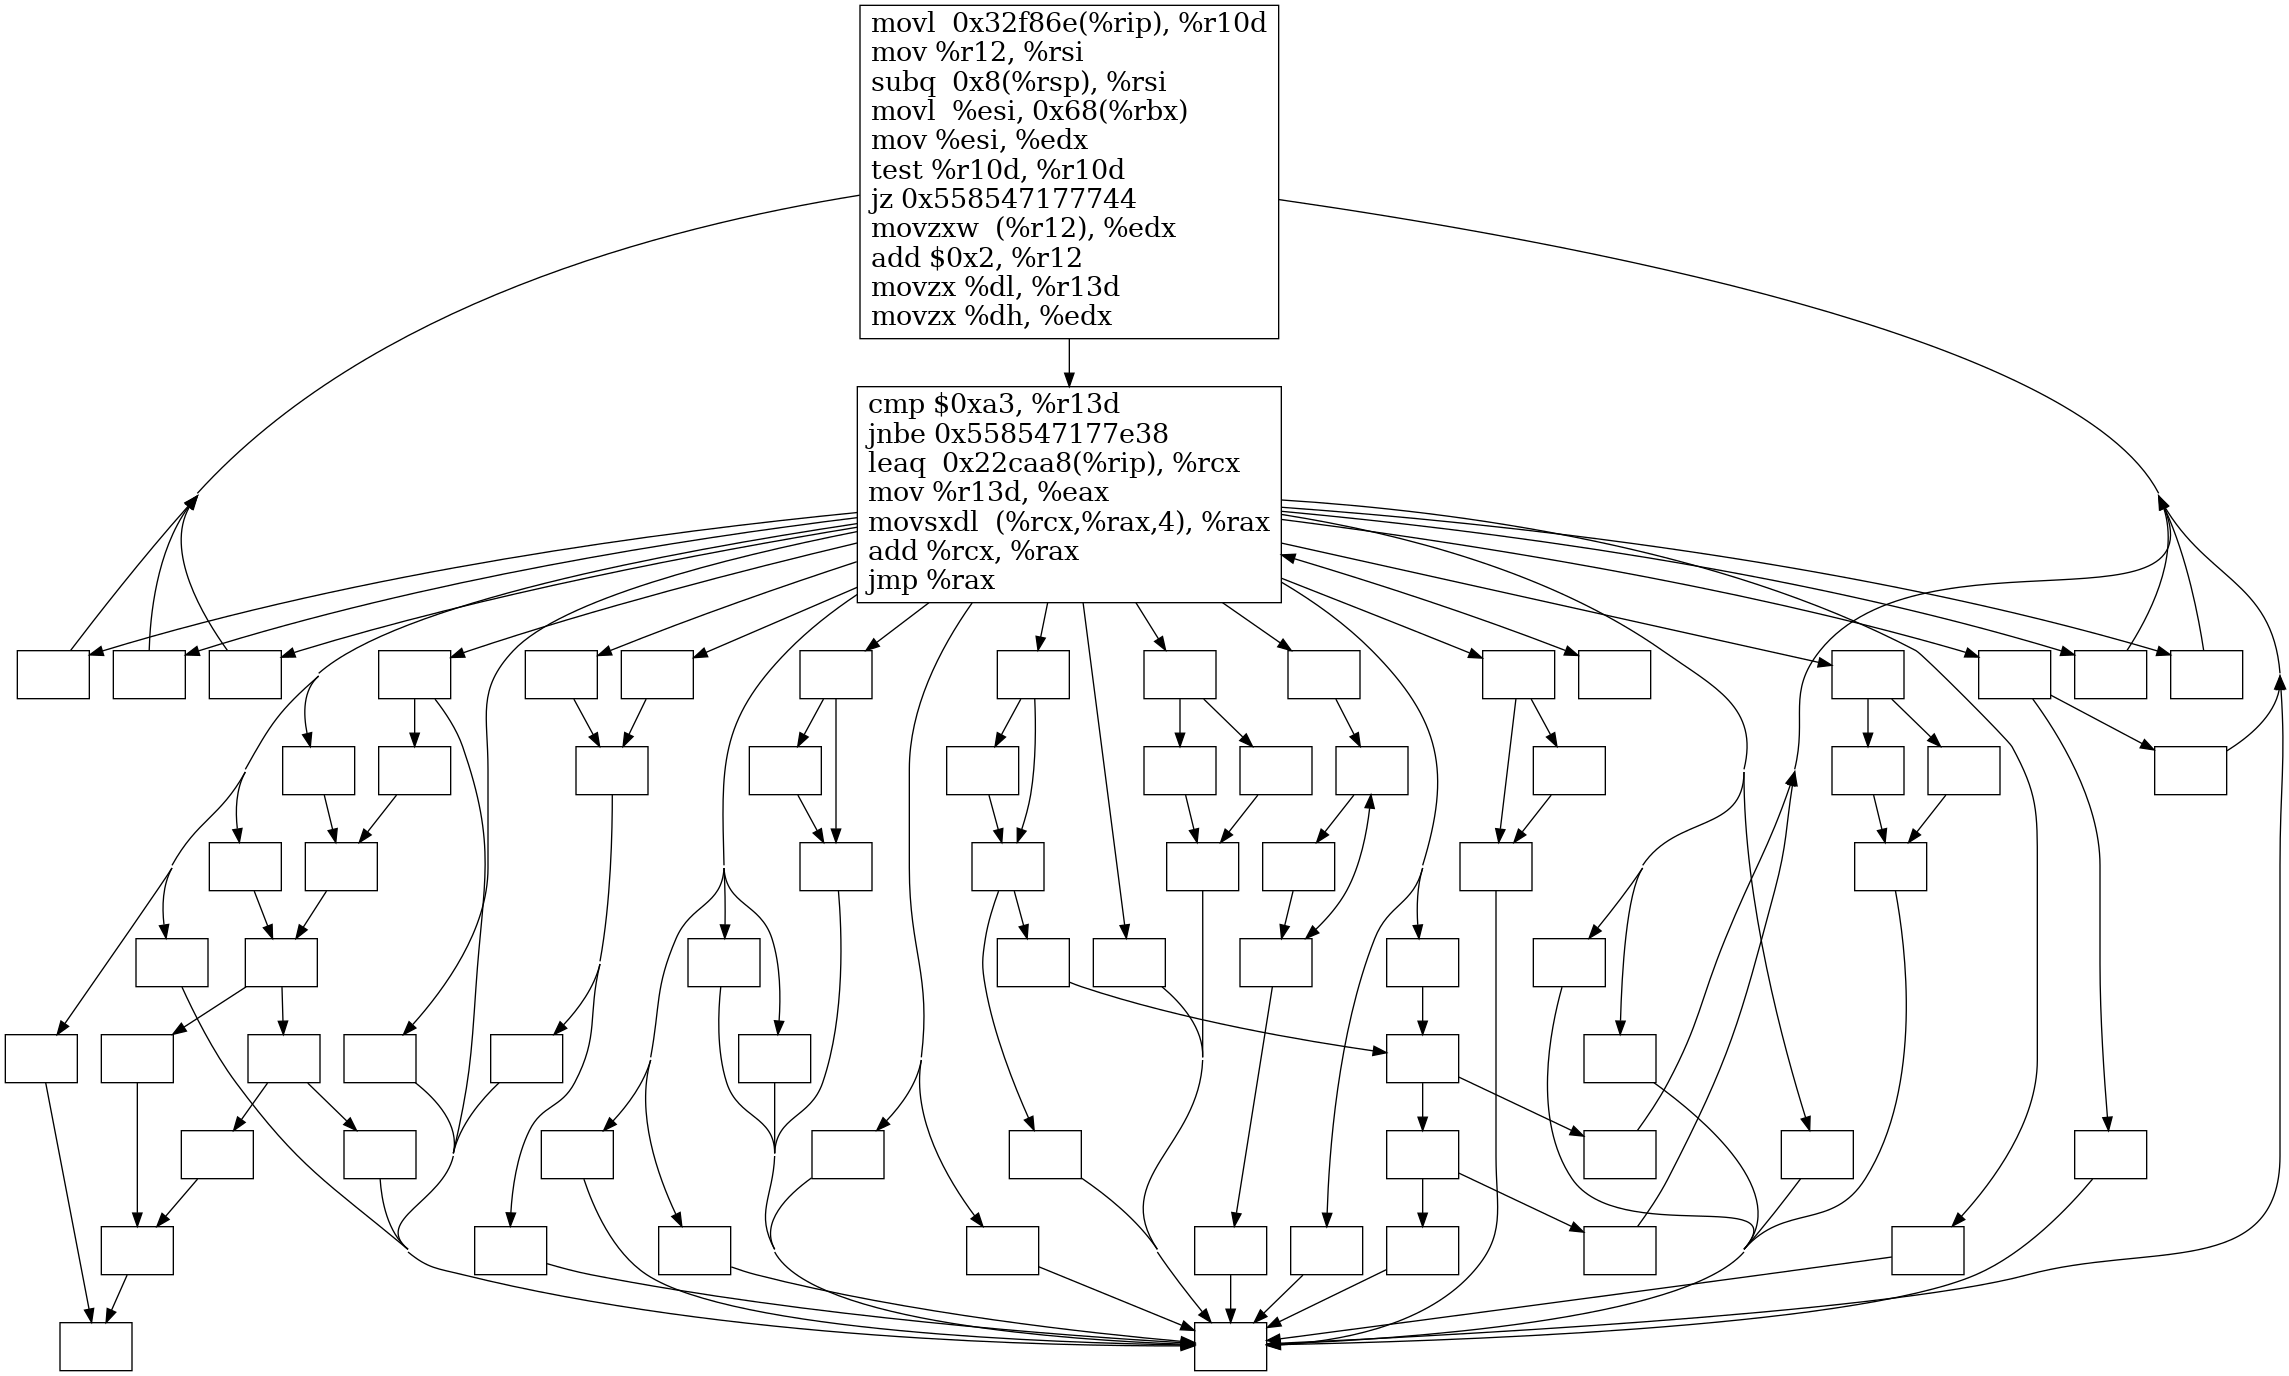 movl  0x32f86e(%rip), %r10d
mov %r12, %rsi
subq  0x8(%rsp), %rsi
movl  %esi, 0x68(%rbx)
mov %esi, %edx
test %r10d, %r10d
jz 0x558547177744
movzxw  (%r12), %edx
add $0x2, %r12
movzx %dl, %r13d
movzx %dh, %edx
cmp $0xa3, %r13d
jnbe 0x558547177e38
leaq  0x22caa8(%rip), %rcx
mov %r13d, %eax
movsxdl  (%rcx,%rax,4), %rax
add %rcx, %rax
jmp %rax